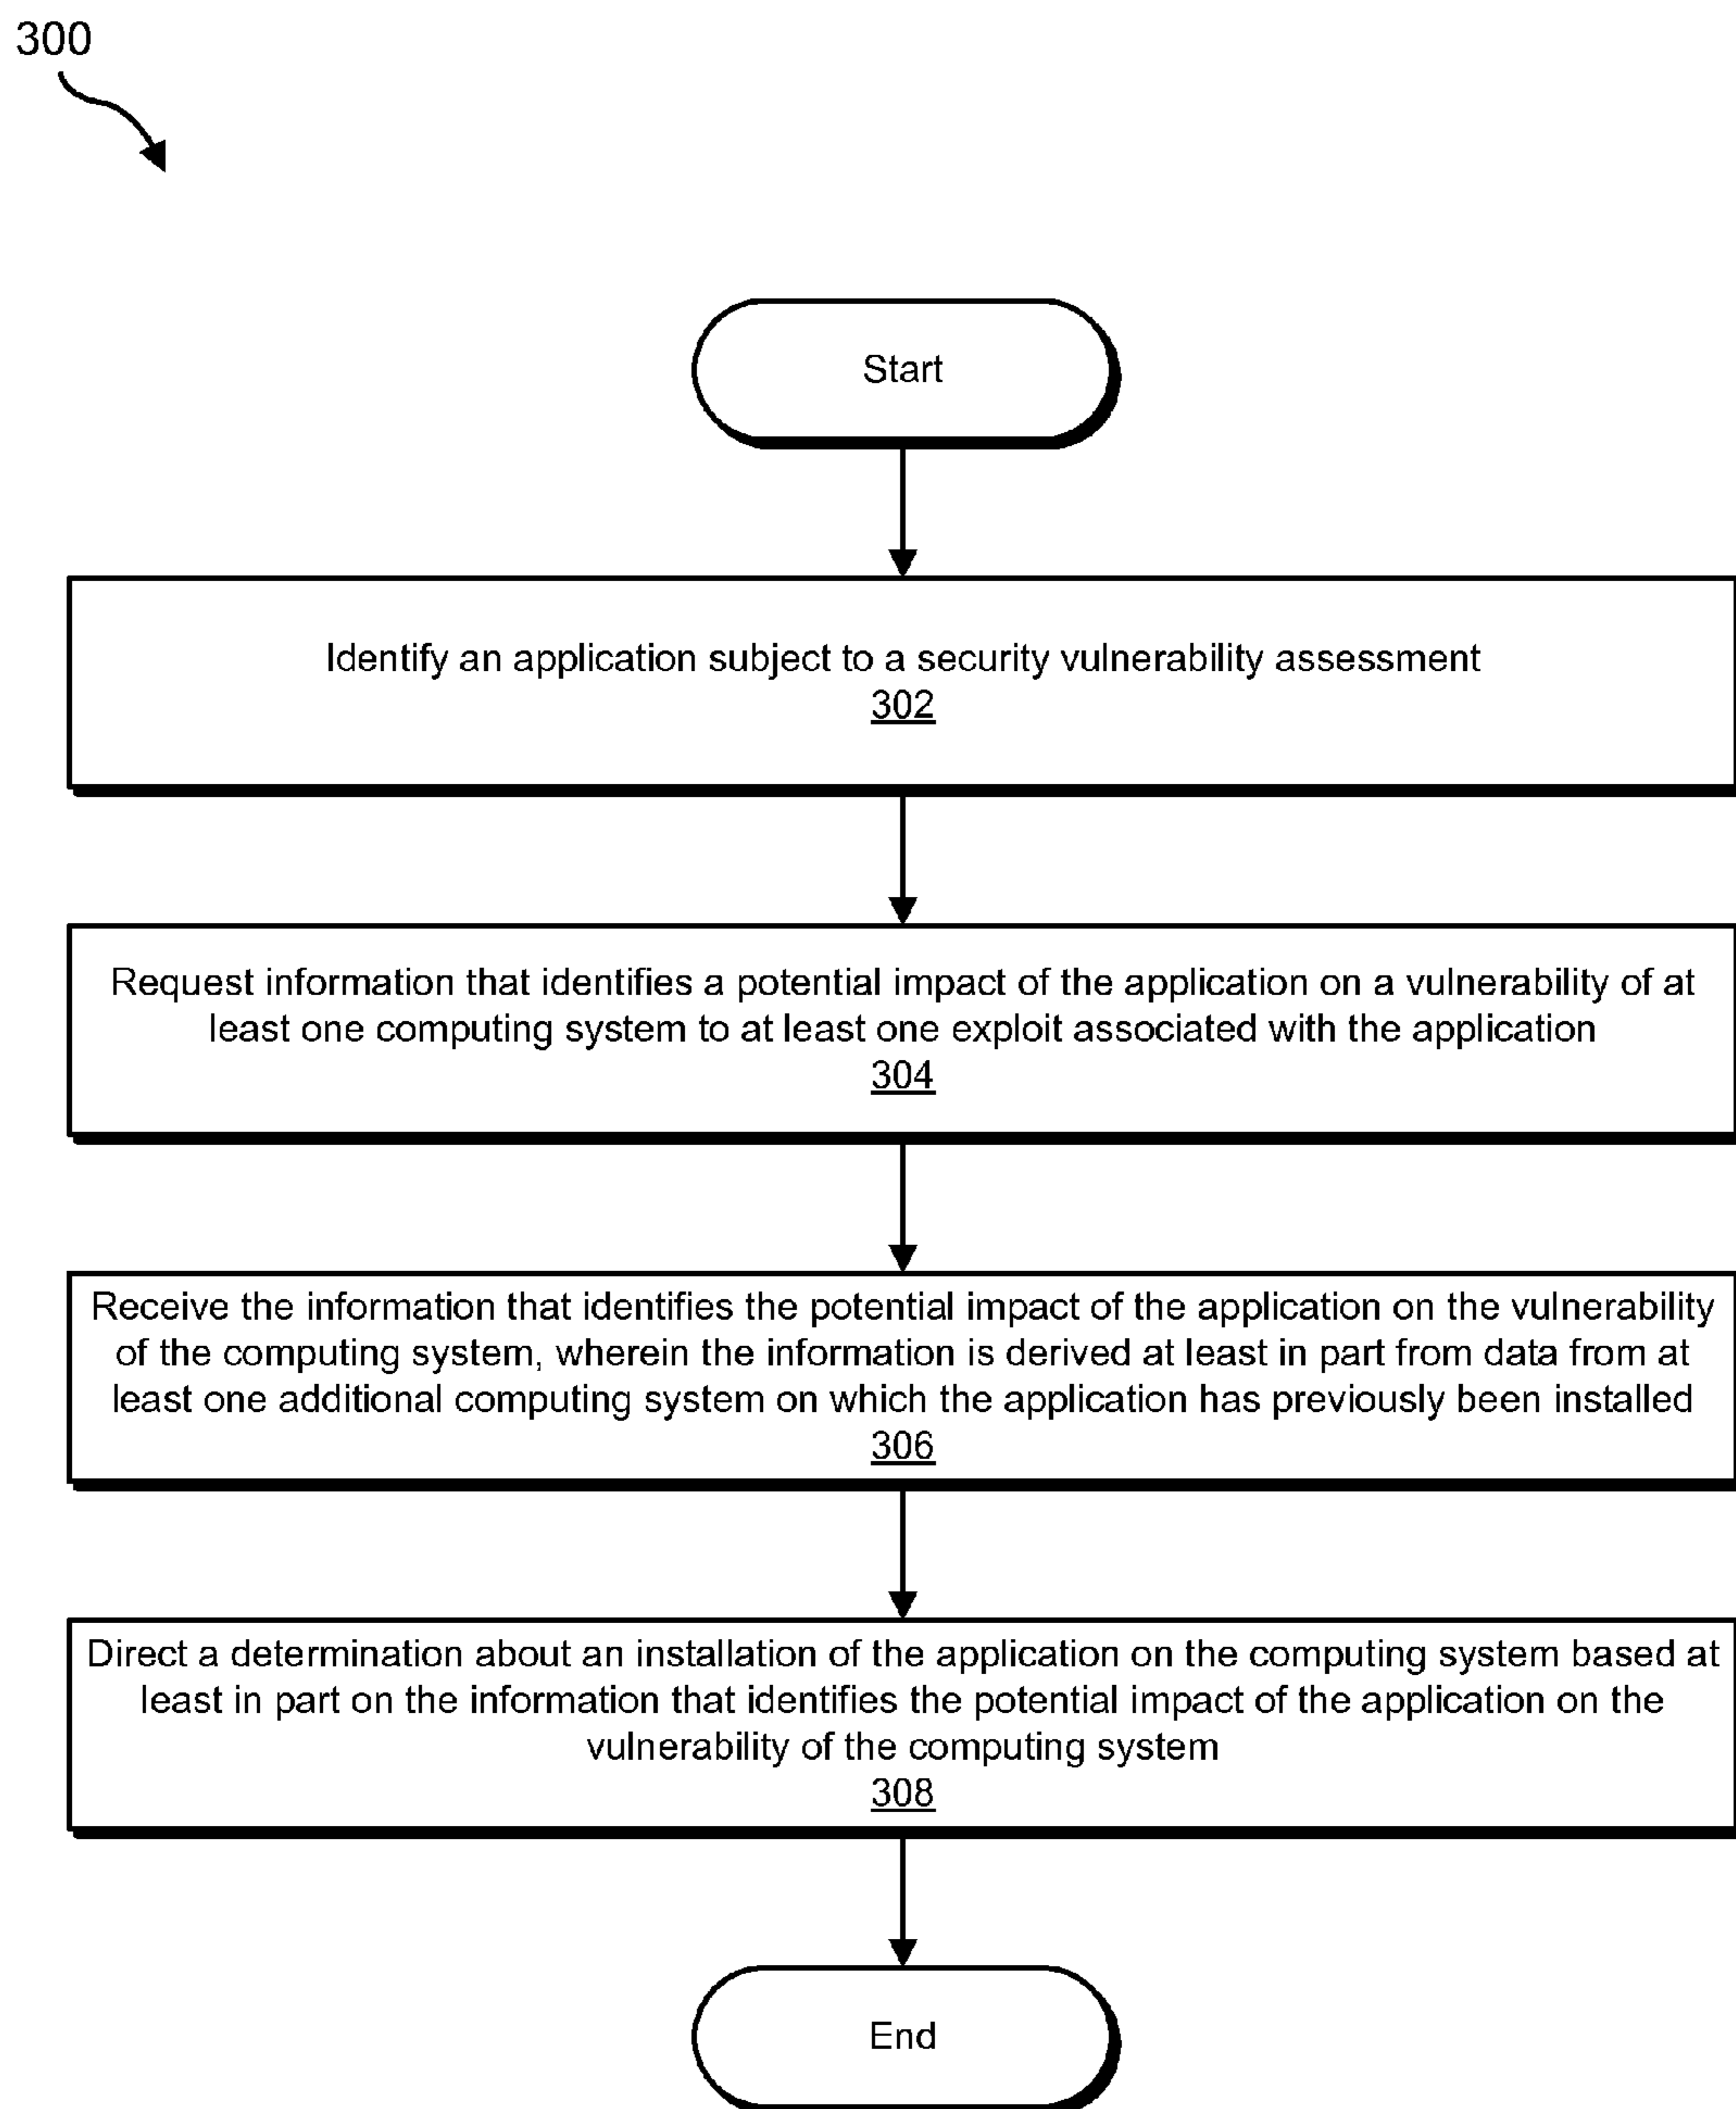 300
Start
Identify an application subject to a security vulnerability assessment
302
Request information that identifies a potential impact of the application on a vulnerability of at
least one computing system to at least one exploit associated with the application
304
Receive the information that identifies the potential impact of the application on the vulnerability
of the computing system, wherein the information is derived at least in part from data from at
least one additional computing system on which the application has previously been installed
306
Direct a determination about an installation of the application on the computing system based at
least in part on the information that identifies the potential impact of the application on the
vulnerability of the computing system
308
End